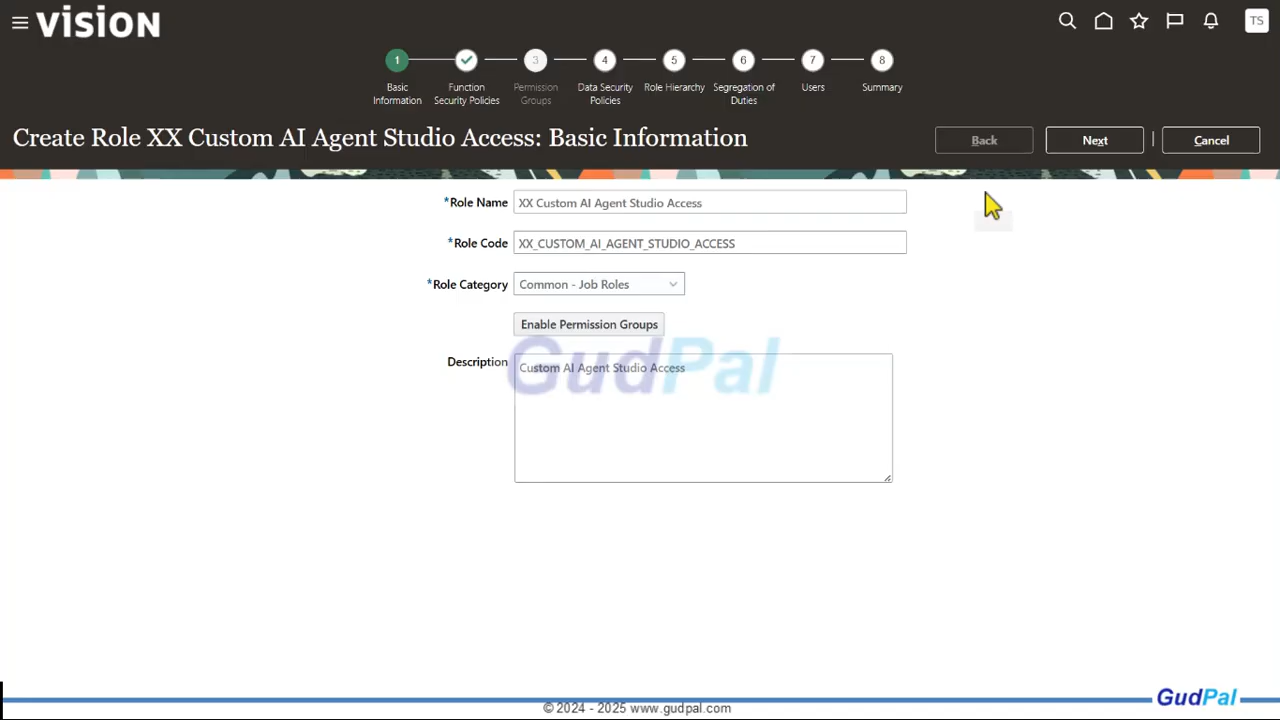 vision
TS
1 2 3 4 5 6 7 8
Basic Information
Function Security Policies
Permission Groups
Data Security Policies
Role Hierarchy
Segregation of Duties
Users
Summary
Create Role XX Custom AI Agent Studio Access: Basic Information
Back
Next
Cancel
*Role Name XX Custom AI Agent Studio Access
*Role Code XX_CUSTOM_AI_AGENT_STUDIO_ACCESS
*Role Category Common - Job Roles
Enable Permission Groups
Description Custom AI Agent Studio Access
GudPal
GudPal
© 2024 - 2025 www.gudpal.com